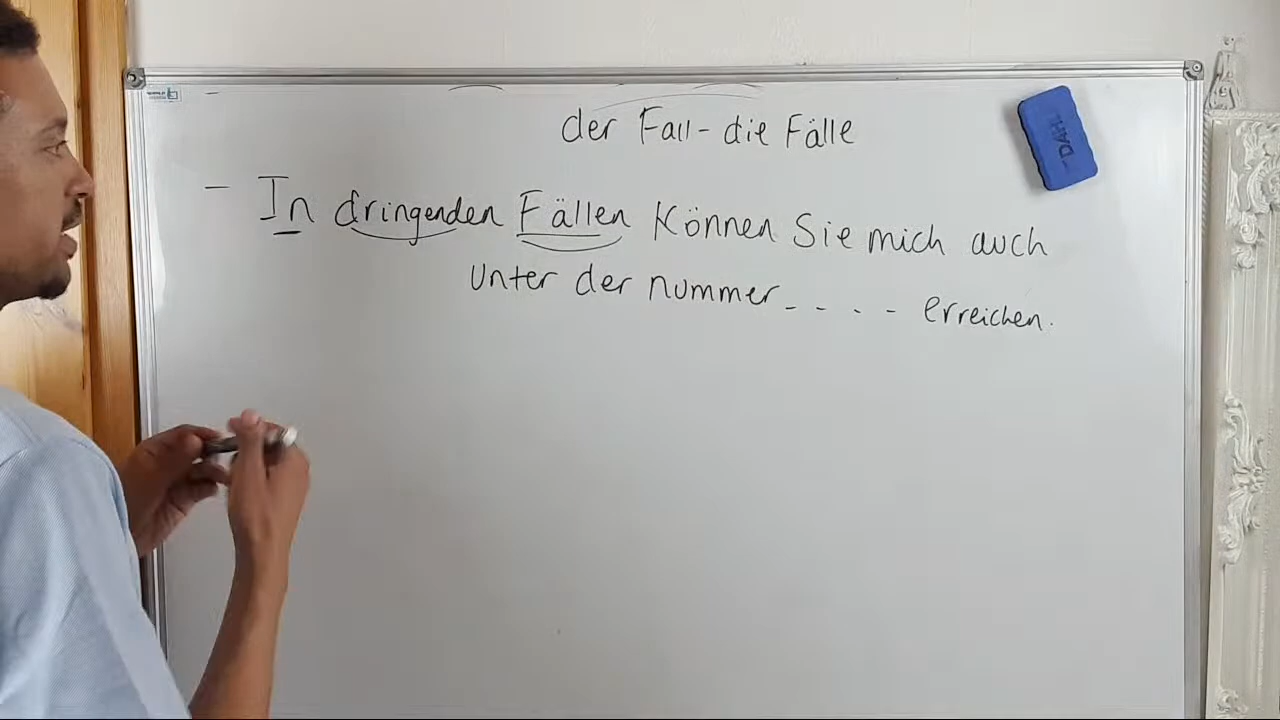 der Fall - die Fälle
- In dringenden Fällen können Sie mich auch
unter der nummer - - - - erreichen.
DAHL